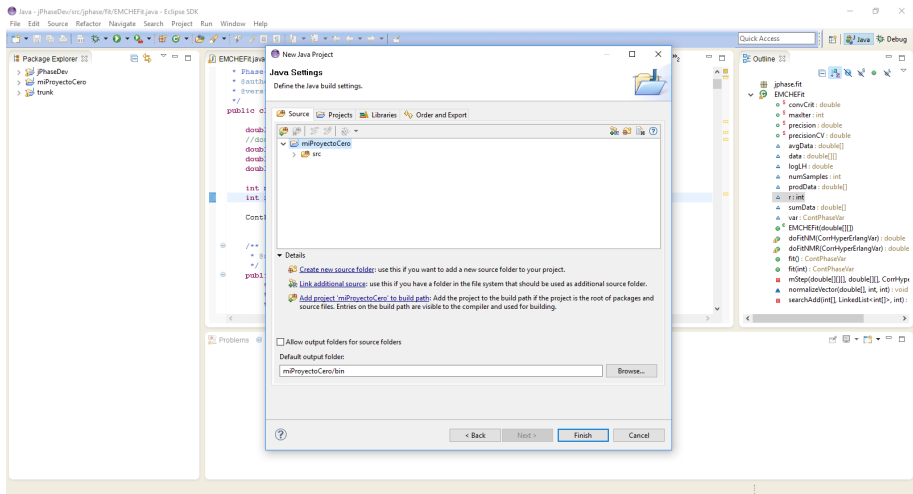 Java - jPhaseDev/src/jphase/fit/EMCHEFit.java - Eclipse SDK
File Edit Source Refactor Navigate Search Project Run Window Help
Quick Access
Java
Debug
Package Explorer
jPhaseDev
miProyectoCero
trunk
EMCHEFit.java
* Phase
* @auth
* @vers
*/
public cl
doubl
//dou
doubl
doubl
doubl
int
int
Cont
/**
* @
*/
publi
New Java Project
Java Settings
Define the Java build settings.
Source Projects Libraries Order and Export
miProyectoCero
src
Details
Create new source folder: use this if you want to add a new source folder to your project.
Link additional source: use this if you have a folder in the file system that should be used as additional source folder.
Add project 'miProyectoCero' to build path: Add the project to the build path if the project is the root of packages and
source files. Entries on the build path are visible to the compiler and used for building.
Allow output folders for source folders
Default output folder:
miProyectoCero/bin
Browse...
< Back Next > Finish Cancel
Outline
jphase.fit
EMCHEFit
convCrit : double
maxIter : int
precision : double
precisionCV : double
avgData : double[]
data : double[][]
logLH : double
numSamples : int
prodData : double[]
r : int
sumData : double[]
var : ContPhaseVar
EMCHEFit(double[][])
doFitNM(CorrHyperErlangVar) : double
doFitNMR(CorrHyperErlangVar) : double
fit() : ContPhaseVar
fit(int) : ContPhaseVar
mStep(double[][], double[][], CorrHype
normalizeVector(double[], int, int) : void
searchAdd(int[], LinkedList<int[]>, int) :
Problems